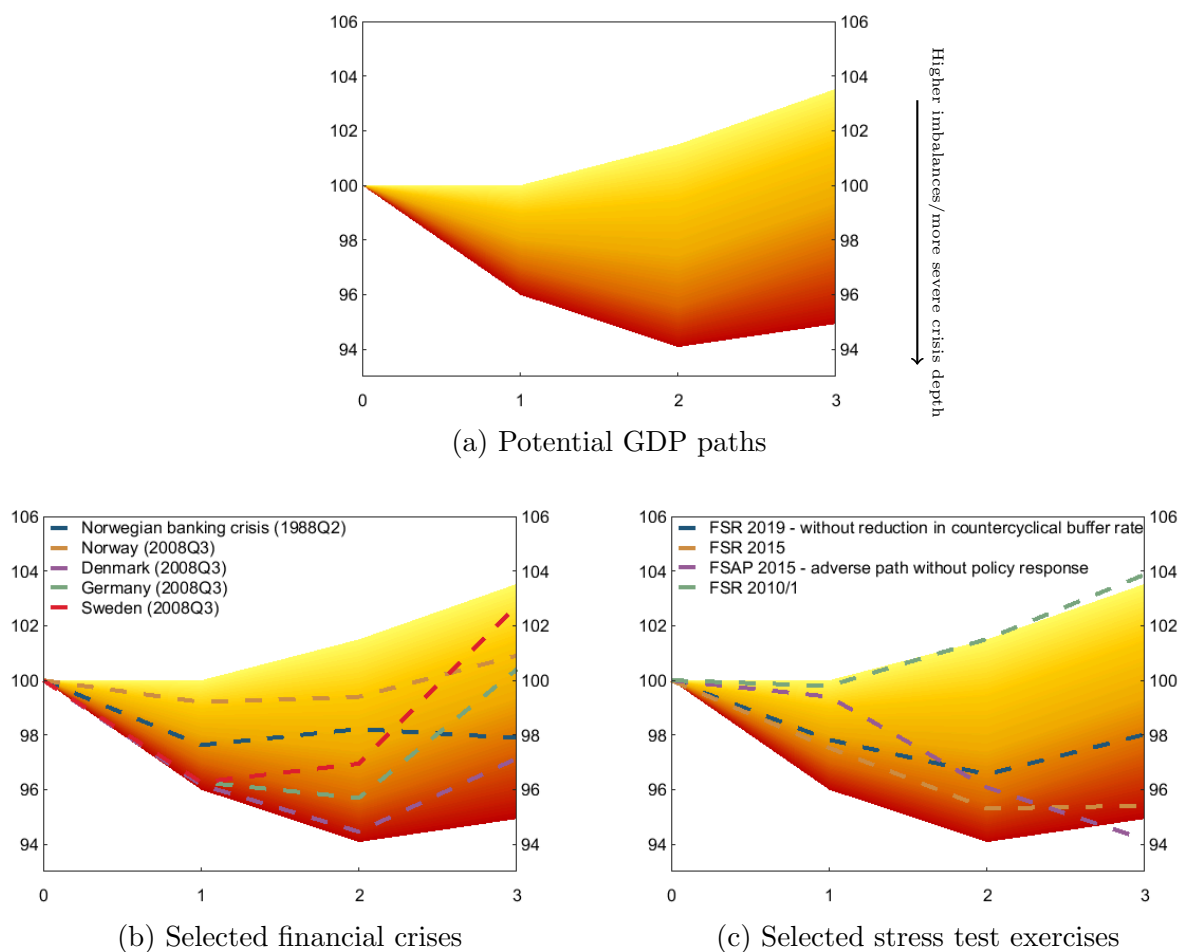 106 106
104 104
102 102
100 100
98 98
96 96
94 94
0 1 2 3
Higher imbalances/more severe crisis depth
(a) Potential GDP paths
106 106
104 104
102 102
100 100
98 98
96 96
94 94
0 1 2 3
Norwegian banking crisis (1988Q2)
Norway (2008Q3)
Denmark (2008Q3)
Germany (2008Q3)
Sweden (2008Q3)
(b) Selected financial crises
106 106
104 104
102 102
100 100
98 98
96 96
94 94
0 1 2 3
FSR 2019 - without reduction in countercyclical buffer rate
FSR 2015
FSAP 2015 - adverse path without policy response
FSR 2010/1
(c) Selected stress test exercises